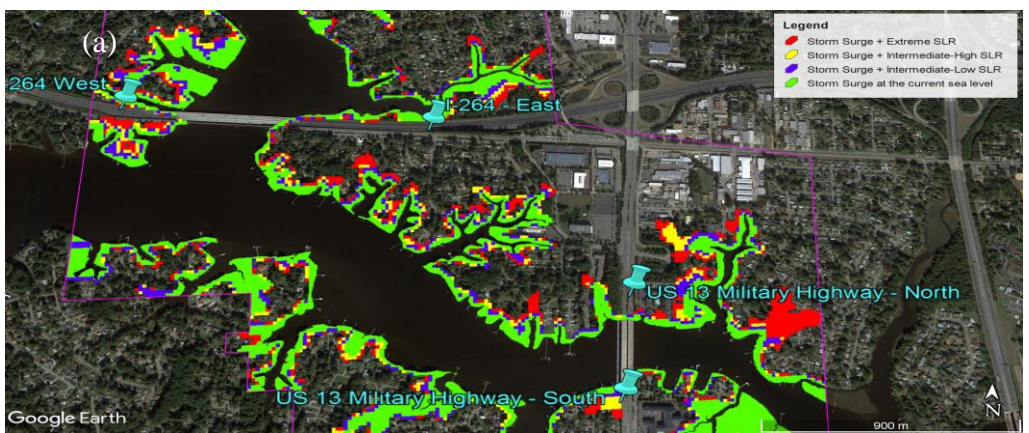 (a)
264 West
I-264 - East
US 13 Military Highway - North
US 13 Military Highway - South
Legend
Storm Surge + Extreme SLR
Storm Surge + Intermediate-High SLR
Storm Surge + Intermediate-Low SLR
Storm Surge at the current sea level
Google Earth
900 m
N